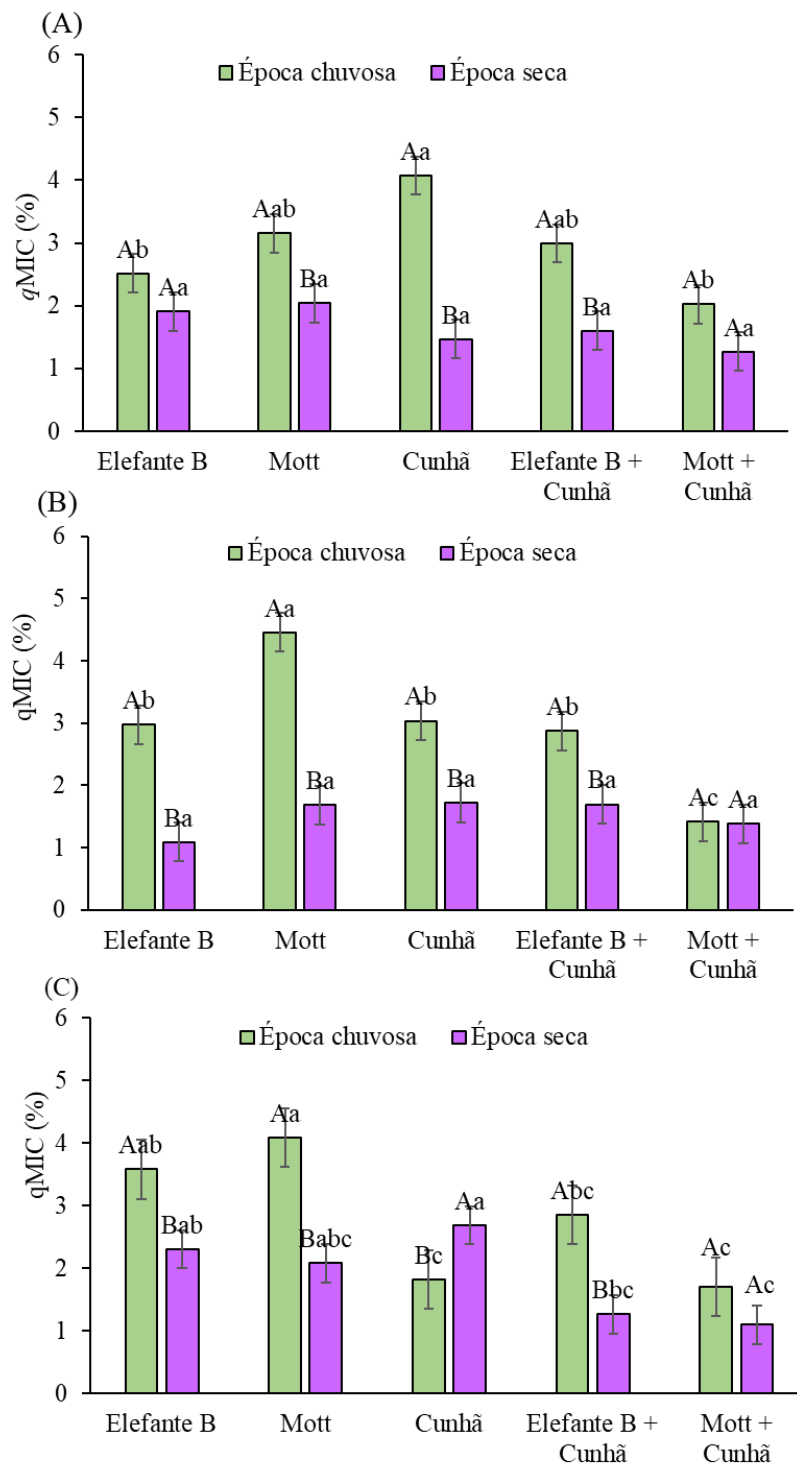 (A)
6
5
4
3
2
1
0
qMIC (%)
Época chuvosa Época seca
Ab Aa Aab Ba Aa Ba Aab Ba Ab Aa
Elefante B Mott Cunhã Elefante B + Mott +
Cunhã Cunhã
(B)
6
5
4
3
2
1
0
qMIC (%)
Época chuvosa Época seca
Ab Ba Aa Ba Ab Ba Ab Ba Ac Aa
Elefante B Mott Cunhã Elefante B + Mott +
Cunhã Cunhã
(C)
6
5
4
3
2
1
0
qMIC (%)
Época chuvosa Época seca
Aab Bab Aa Babc Bc Aa Abc Bbc Ac Ac
Elefante B Mott Cunhã Elefante B + Mott +
Cunhã Cunhã